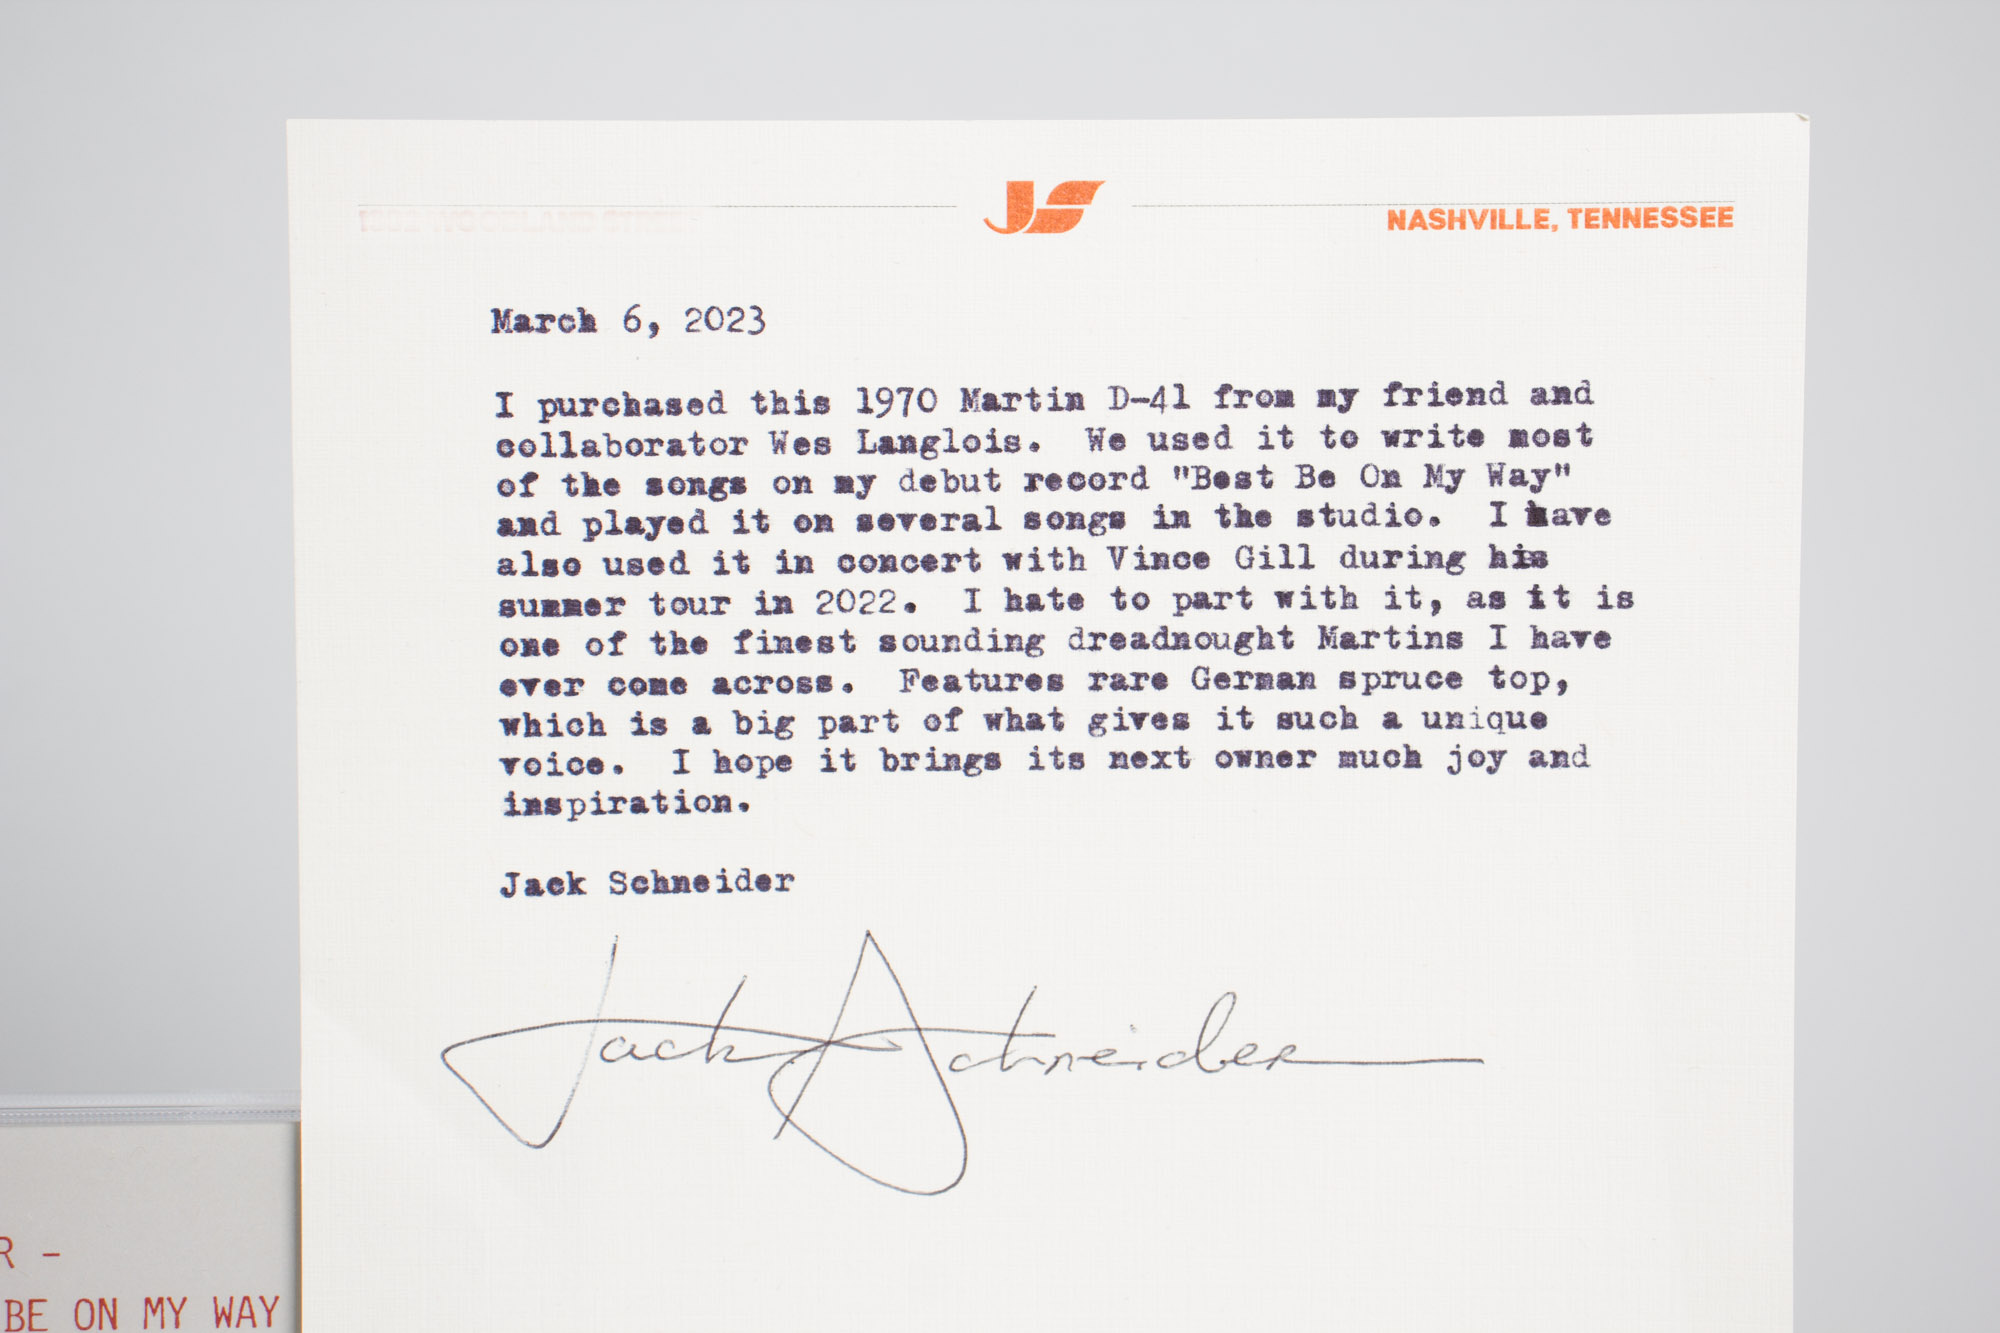 JS
NASHVILLE, TENNESSEE
March 6, 2023
I purchased this 1970 Martin D-41 from my friend and
collaborator Wes Langlois.  We used it to write most
of the songs on my debut record "Best Be On My Way"
and played it on several songs in the studio.  I have
also used it in concert with Vince Gill during his
summer tour in 2022.  I hate to part with it, as it is
one of the finest sounding dreadnought Martins I have
ever come across.  Features rare German spruce top,
which is a big part of what gives it such a unique
voice.  I hope it brings its next owner much joy and
inspiration.
Jack Schneider
Jack Schneider
R -
BE ON MY WAY